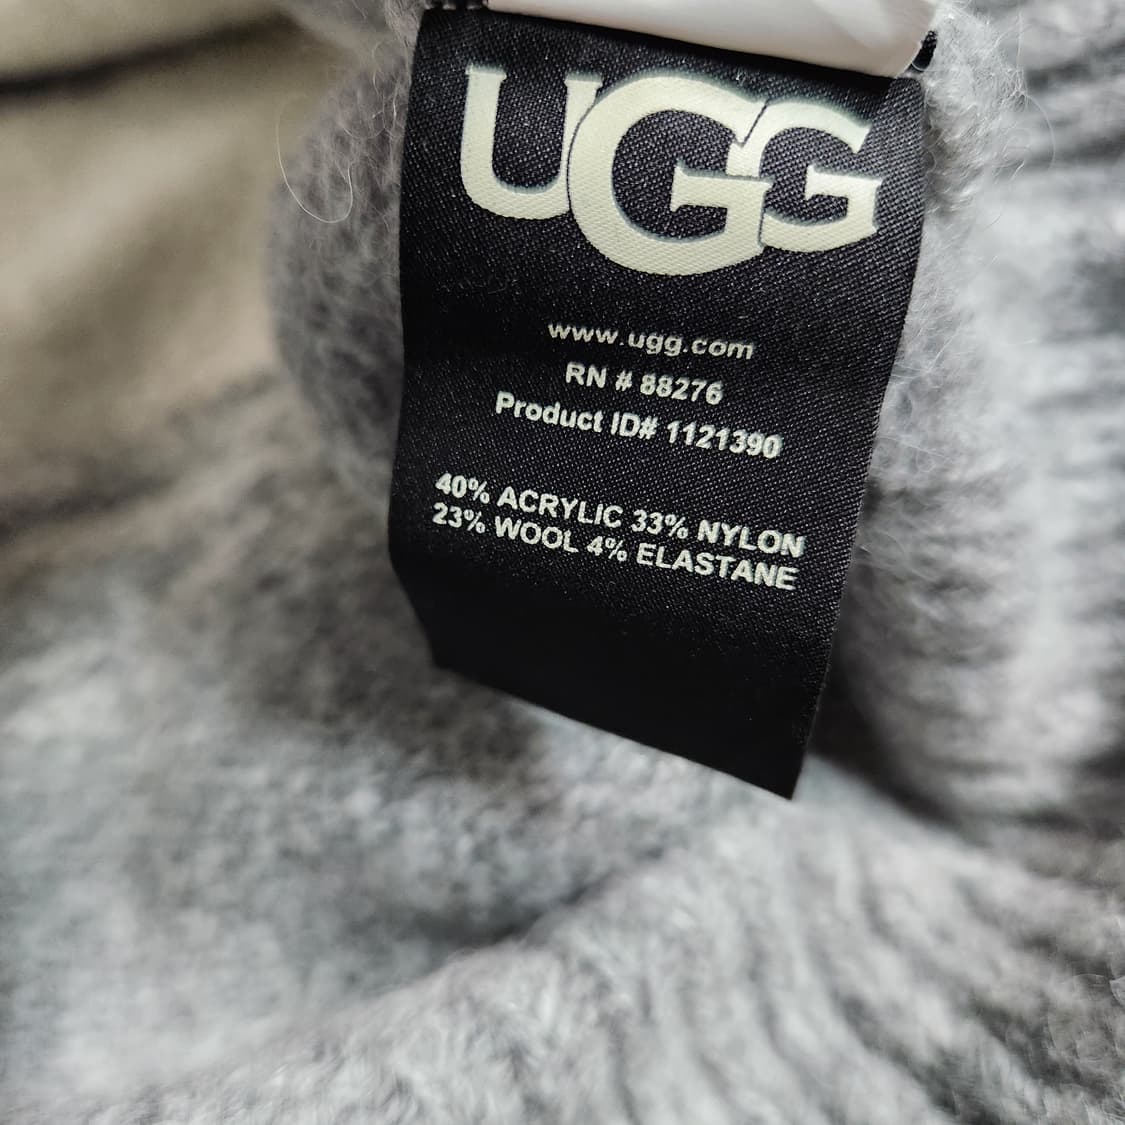 UGG
www.ugg.com
RN # 88276
Product ID# 1121390
40% ACRYLIC 33% NYLON
23% WOOL 4% ELASTANE